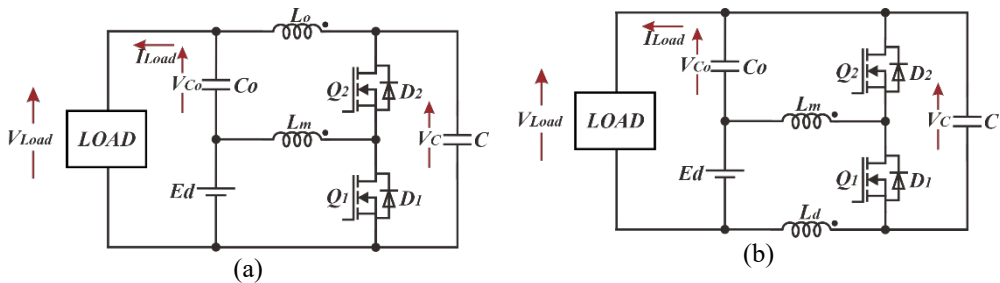 Lo
ILoad
VCo
Co
Q2
D2
VLoad
LOAD
Lm
VC
C
Ed
Q1
D1
(a)
ILoad
VCo
Co
Q2
D2
VLoad
LOAD
Lm
VC
C
Ed
Q1
D1
Ld
(b)